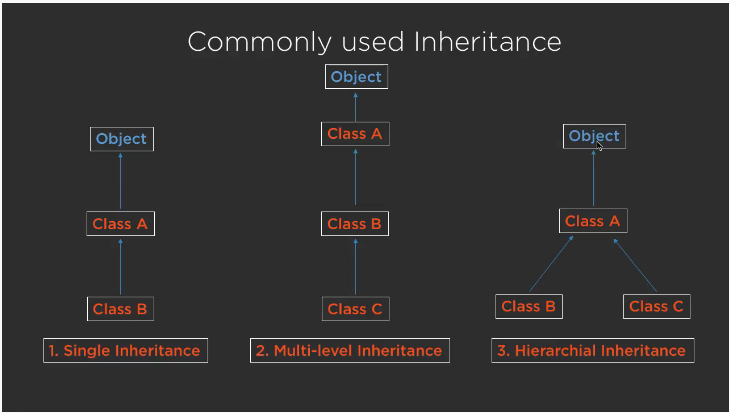 Commonly used Inheritance
Object
Class A
Class B
1. Single Inheritance
Object
Class A
Class B
Class C
2. Multi-level Inheritance
Object
Class A
Class B
Class C
3. Hierarchial Inheritance